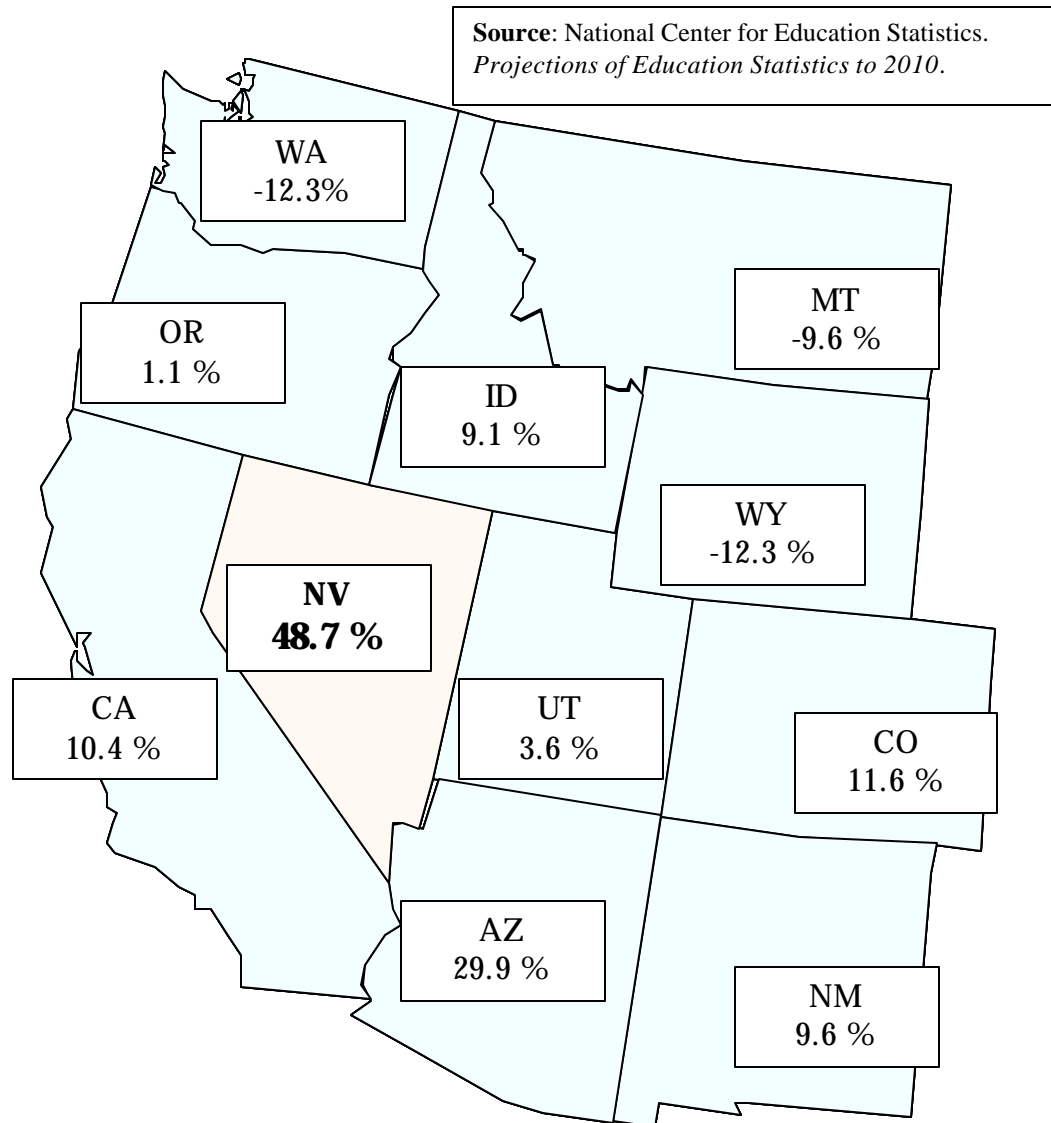 Source: National Center for Education Statistics.
Projections of Education Statistics to 2010.
WA
-12.3%
MT
-9.6 %
OR
1.1 %
ID
9.1 %
WY
-12.3 %
NV
48.7 %
CA
10.4 %
UT
3.6 %
CO
11.6 %
AZ
29.9 %
NM
9.6 %